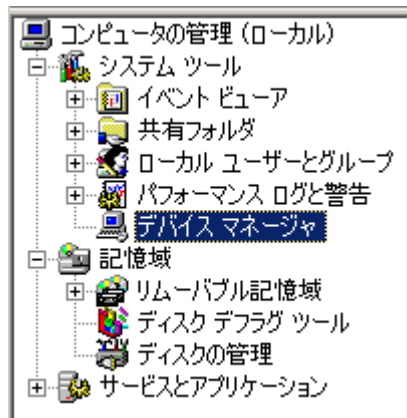 コンピュータの管理 (ローカル)
システム ツール
イベント ビューア
共有フォルダ
ローカル ユーザーとグループ
パフォーマンス ログと警告
デバイス マネージャ
記憶域
リムーバブル記憶域
ディスク デフラグ ツール
ディスクの管理
サービスとアプリケーション